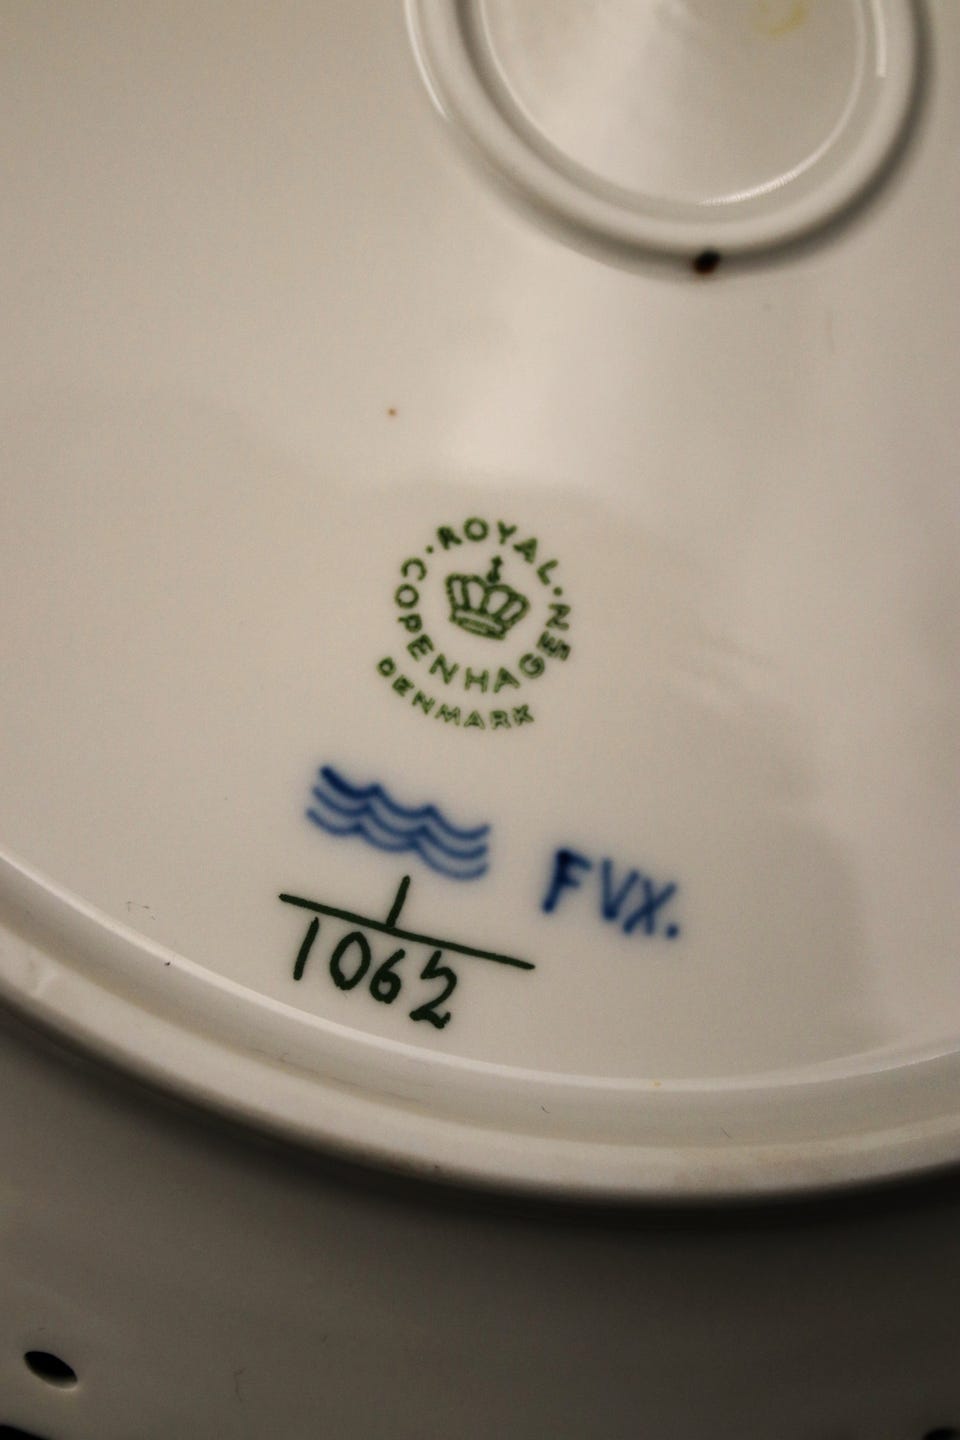 ROYAL
COPENHAGEN
DENMARK
FVX.
1
1062